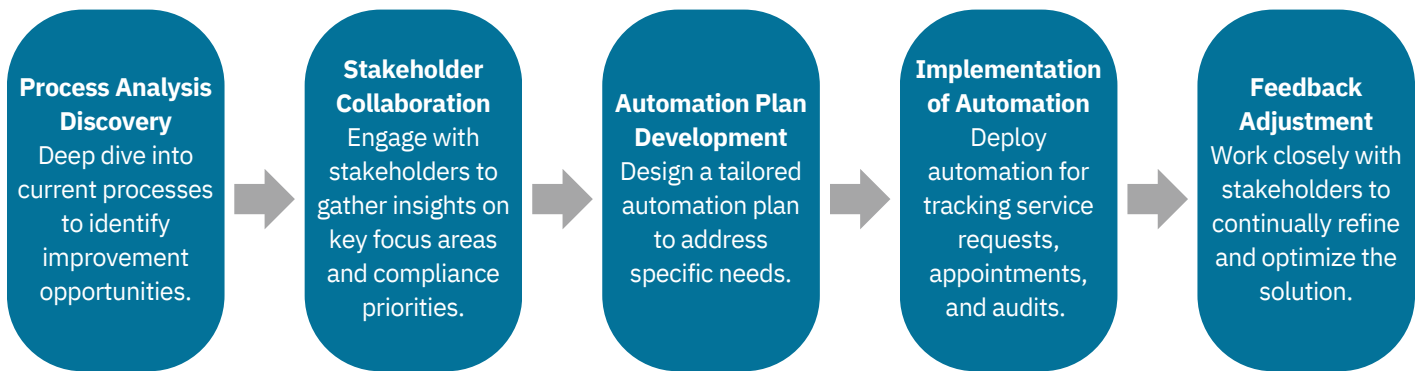 Process Analysis
Discovery
Deep dive into
current processes
to identify
improvement
opportunities.
Stakeholder
Collaboration
Engage with
stakeholders to
gather insights on
key focus areas
and compliance
priorities.
Automation Plan
Development
Design a tailored
automation plan
to address
specific needs.
Implementation
of Automation
Deploy
automation for
tracking service
requests,
appointments,
and audits.
Feedback
Adjustment
Work closely with
stakeholders to
continually refine
and optimize the
solution.